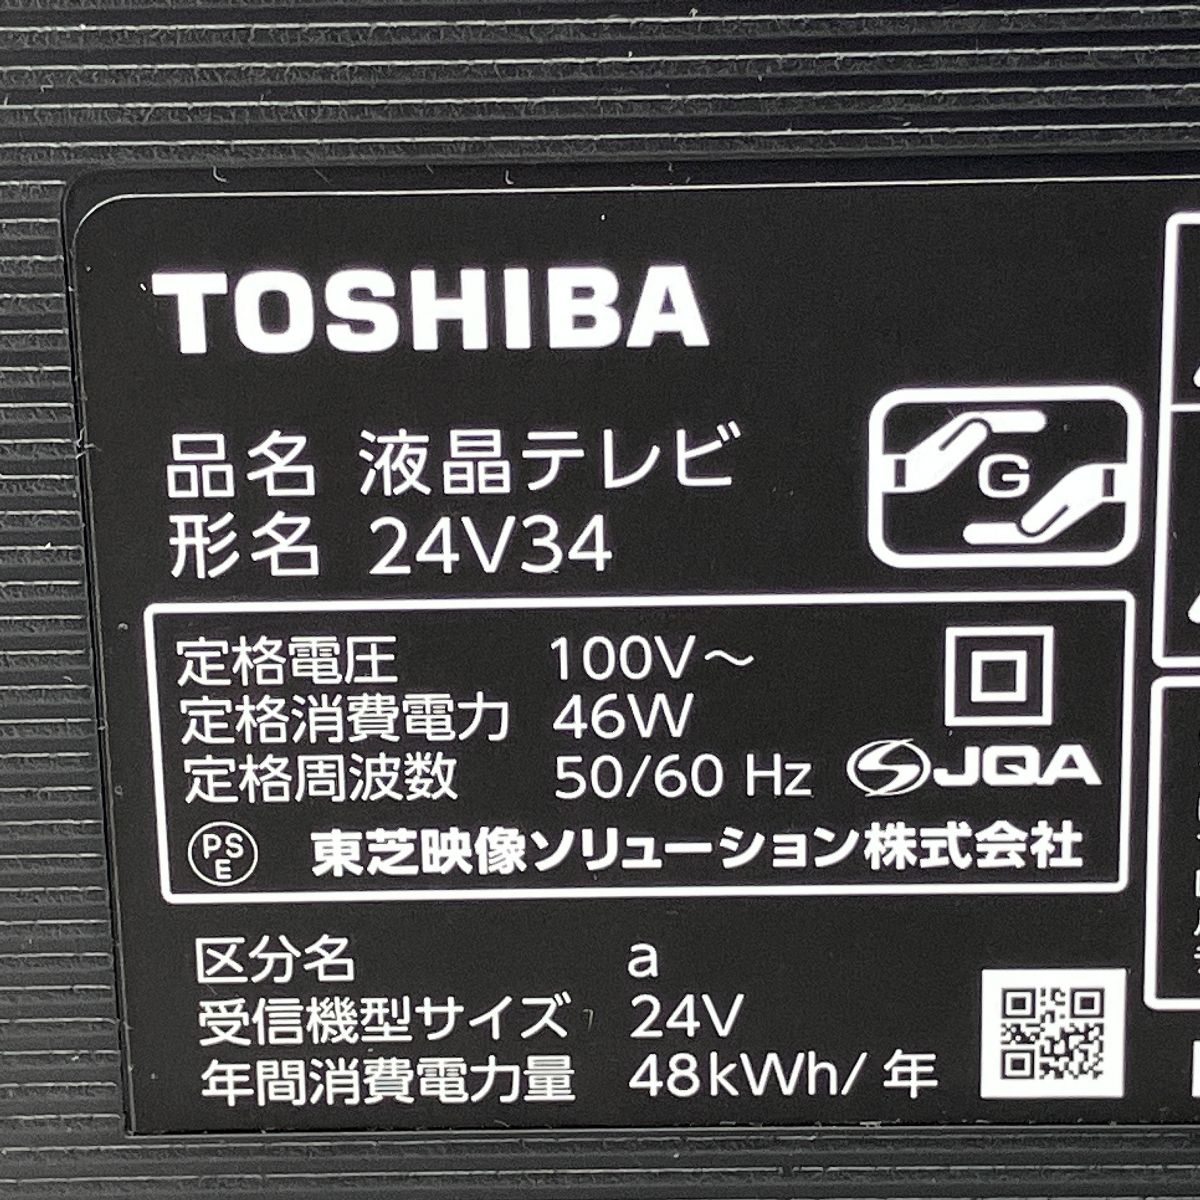 TOSHIBA
品名 液晶テレビ
形名 24V34
G
定格電圧 100V～
定格消費電力 46W
定格周波数 50/60 Hz
JQA
PSE
東芝映像ソリューション株式会社
区分名 a
受信機型サイズ 24V
年間消費電力量 48kWh/年